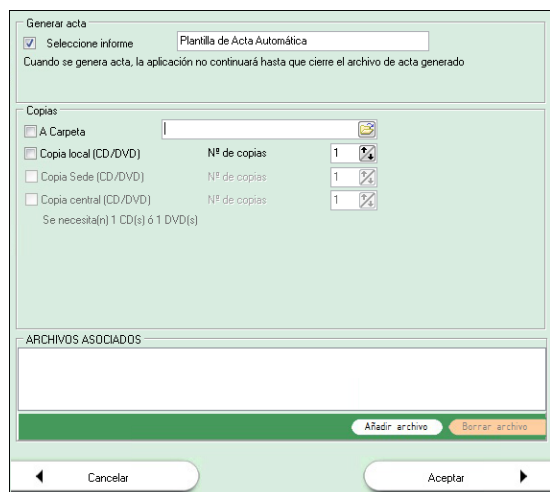 Generar acta
Seleccione informe Plantilla de Acta Automática
Cuando se genera acta, la aplicación no continuará hasta que cierre el archivo de acta generado
Copias
A Carpeta
Copia local (CD/DVD) Nº de copias 1
Copia Sede (CD/DVD) Nº de copias 1
Copia central (CD/DVD) Nº de copias 1
Se necesita(n) 1 CD(s) ó 1 DVD(s)
ARCHIVOS ASOCIADOS
Añadir archivo Borrar archivo
Cancelar Aceptar